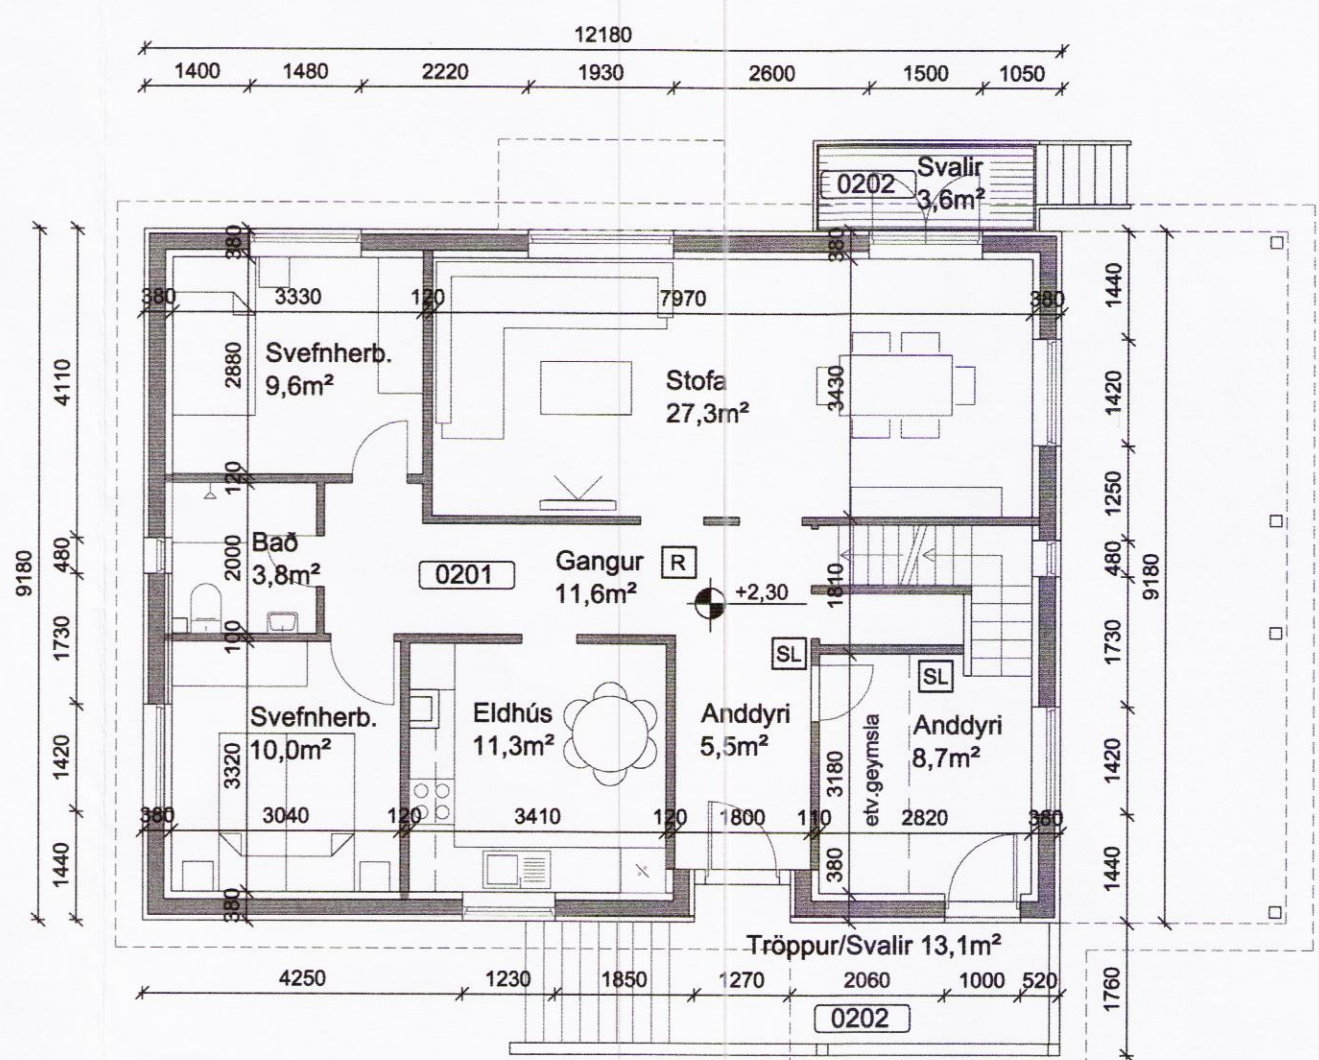 12180
1400 1480 2220 1930 2600 1500 1050
Svalir
0202
3,6m²
380 380
380 3330 120 7970 380
1440
Svefnherb.
9,6m²
2880
Stofa
27,3m²
3430
4110
1420
120
1250
Bað
3,8m²
2000
0201
Gangur
11,6m²
R
+2,30
1810
480
480
9180
9180
100
1730
1730
SL
SL
Svefnherb.
10,0m²
3320
Eldhús
11,3m²
Anddyri
5,5m²
etv.geymsla
Anddyri
8,7m²
3180
1420
1420
380 3040 120 3410 120 1800 110 2820 380
1440
1440
380
380
Tröppur/Svalir 13,1m²
4250 1230 1850 1270 2060 1000 520
1760
0202